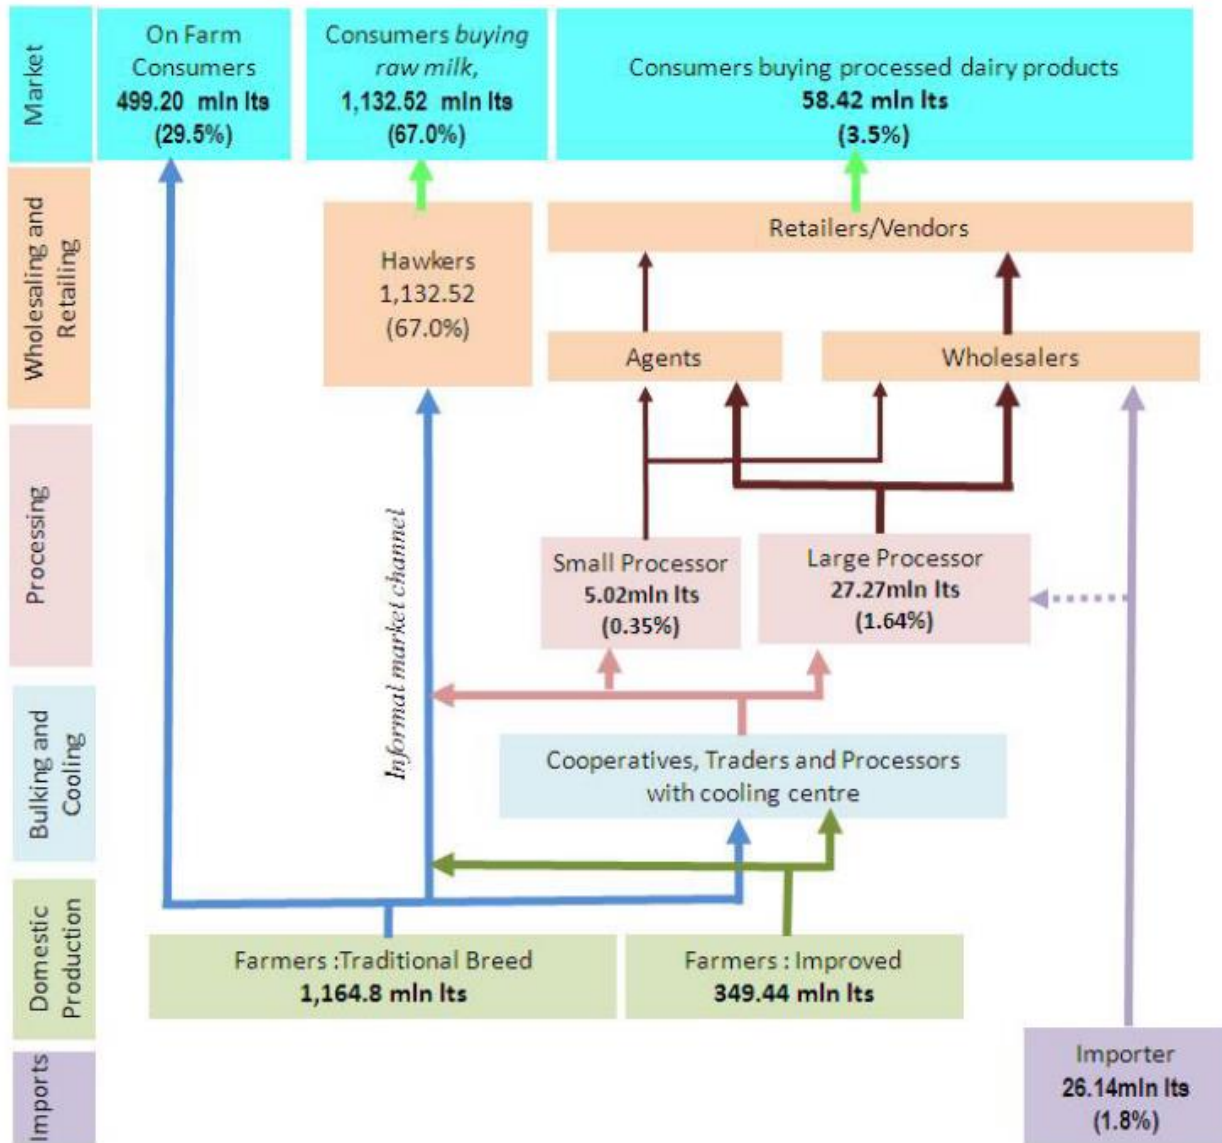 Market
On Farm
Consumers
499.20 mln lts
(29.5%)
Consumers buying
raw milk,
1,132.52 mln lts
(67.0%)
Consumers buying processed dairy products
58.42 mln lts
(3.5%)
Wholesaling and
Retailing
Hawkers
1,132.52
(67.0%)
Retailers/Vendors
Agents
Wholesalers
Processing
Informal market channel
Small Processor
5.02mln lts
(0.35%)
Large Processor
27.27mln lts
(1.64%)
Bulking and
Cooling
Cooperatives, Traders and Processors
with cooling centre
Domestic
Production
Farmers :Traditional Breed
1,164.8 mln lts
Farmers : Improved
349.44 mln lts
Imports
Importer
26.14mln lts
(1.8%)